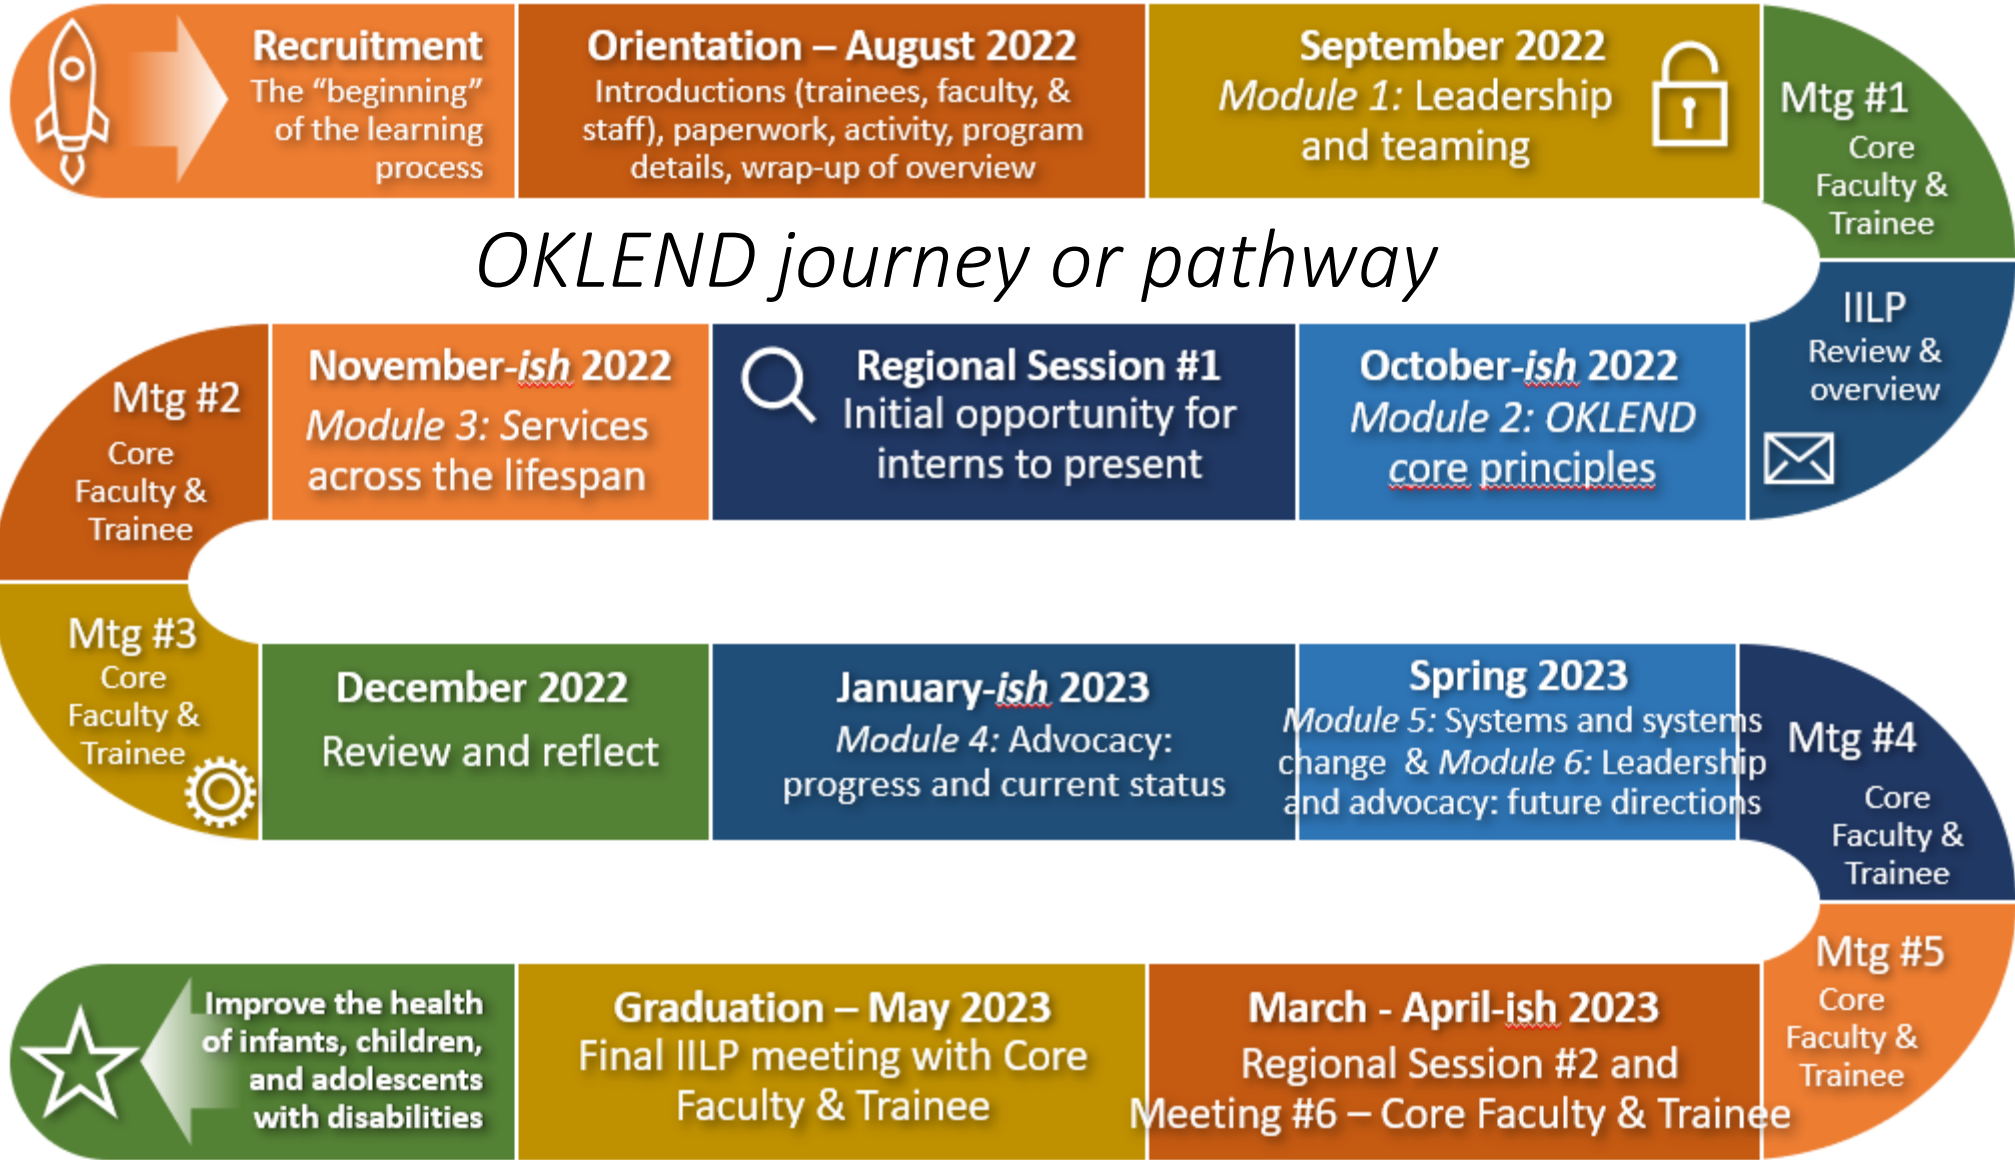 Recruitment
The “beginning”
of the learning
process
Orientation – August 2022
Introductions (trainees, faculty, &
staff), paperwork, activity, program
details, wrap-up of overview
September 2022
Module 1: Leadership
and teaming
Mtg #1
Core
Faculty &
Trainee
OKLEND journey or pathway
IILP
Review &
overview
October-ish 2022
Module 2: OKLEND
core principles
Regional Session #1
Initial opportunity for
interns to present
November-ish 2022
Module 3: Services
across the lifespan
Mtg #2
Core
Faculty &
Trainee
Mtg #3
Core
Faculty &
Trainee
December 2022
Review and reflect
January-ish 2023
Module 4: Advocacy:
progress and current status
Spring 2023
Module 5: Systems and systems
change & Module 6: Leadership
and advocacy: future directions
Mtg #4
Core
Faculty &
Trainee
Mtg #5
Core
Faculty &
Trainee
March - April-ish 2023
Regional Session #2 and
Meeting #6 – Core Faculty & Trainee
Graduation – May 2023
Final IILP meeting with Core
Faculty & Trainee
Improve the health
of infants, children,
and adolescents
with disabilities